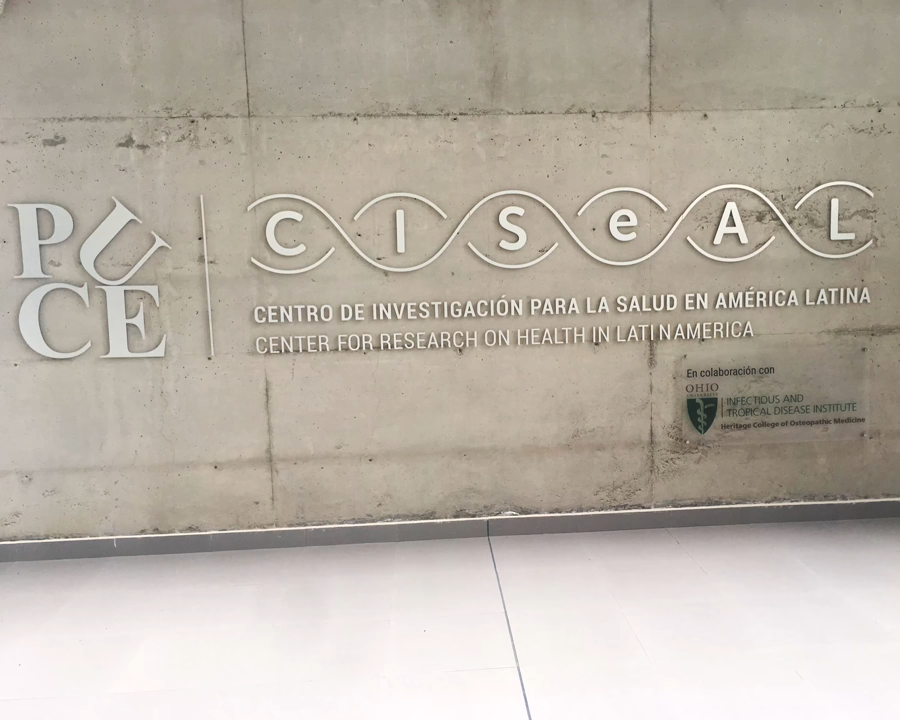 PUCE
CISeAL
CENTRO DE INVESTIGACIÓN PARA LA SALUD EN AMÉRICA LATINA
CENTER FOR RESEARCH ON HEALTH IN LATINAMERICA
En colaboración con
OHIO
UNIVERSITY
INFECTIOUS AND
TROPICAL DISEASE INSTITUTE
Heritage College of Osteopathic Medicine